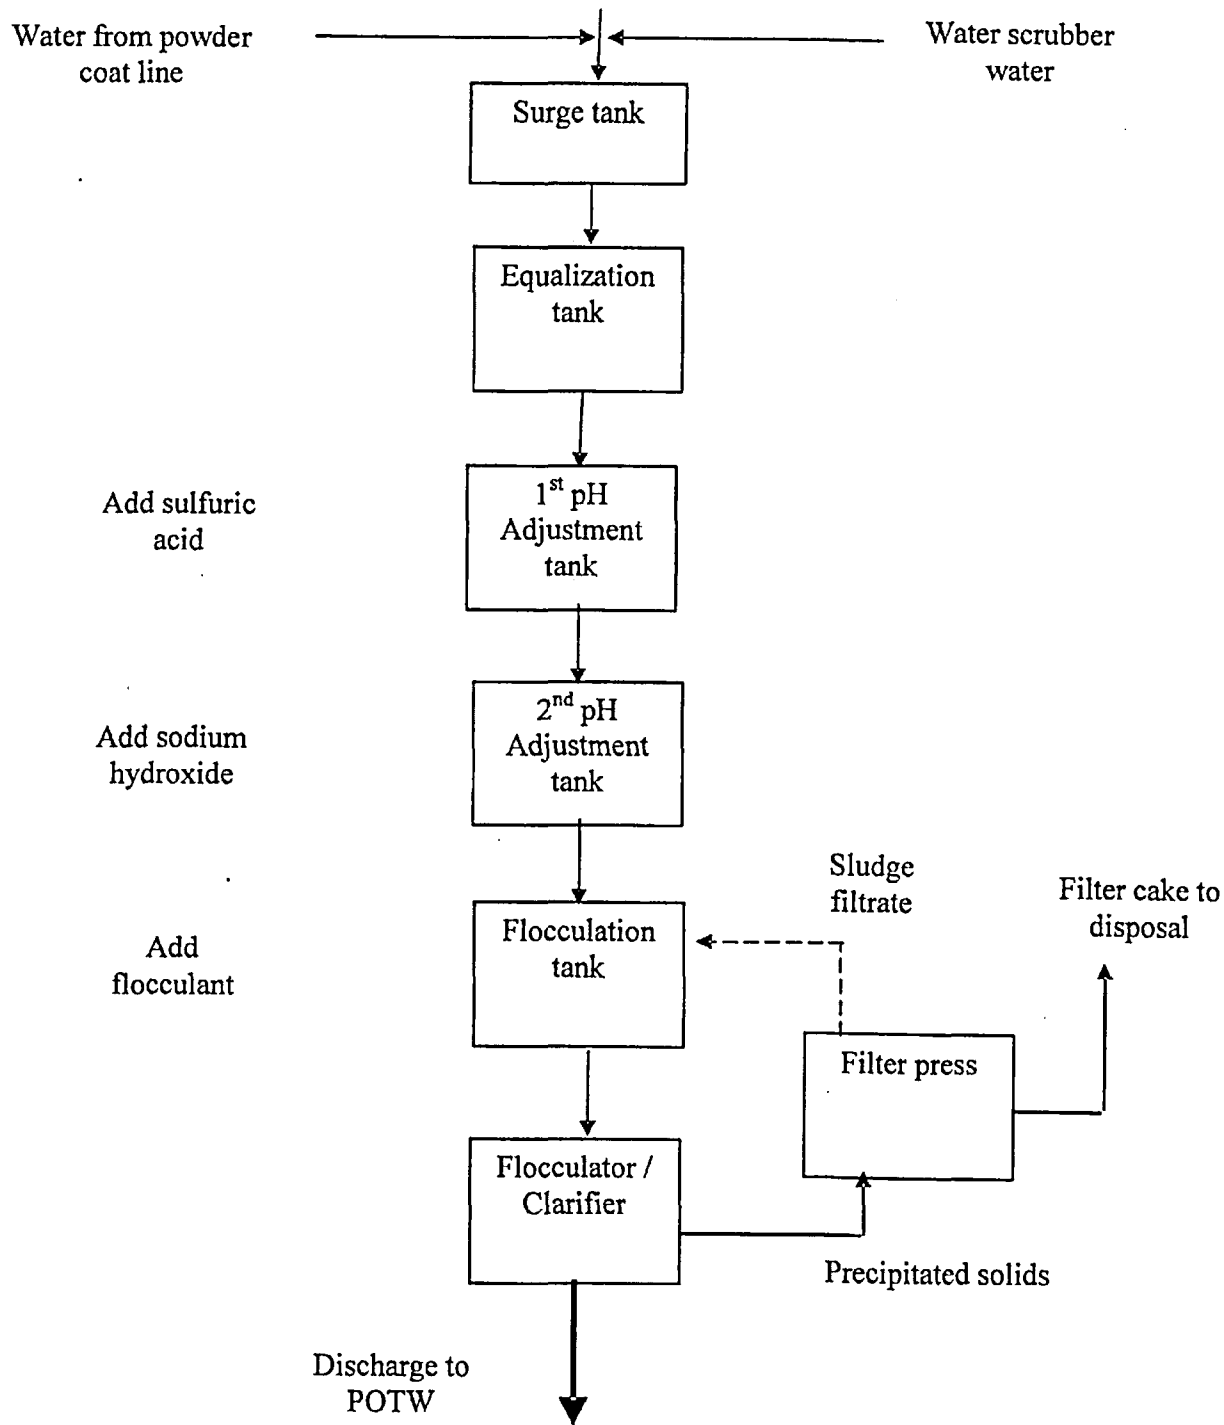 Water from powder
coat line
Water scrubber
water
Surge tank
Equalization
tank
Add sulfuric
acid
1st pH
Adjustment
tank
Add sodium
hydroxide
2nd pH
Adjustment
tank
Add
flocculant
Flocculation
tank
Sludge
filtrate
Filter cake to
disposal
Filter press
Flocculator /
Clarifier
Precipitated solids
Discharge to
POTW